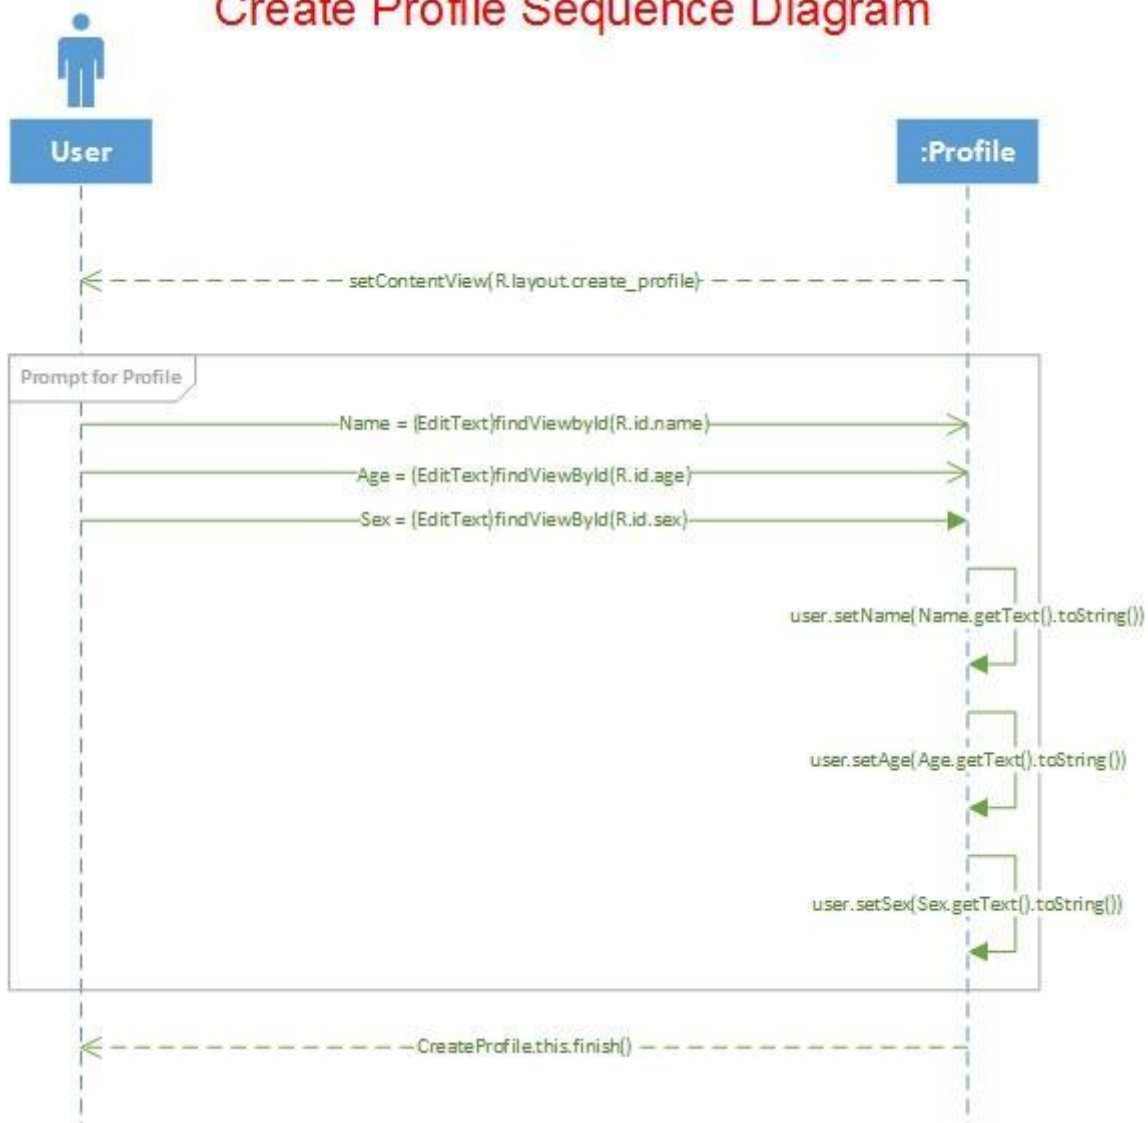 Create Profile Sequence Diagram
User
:Profile
setContentView(R.layout.create_profile)
Prompt for Profile
Name = (EditText)findViewbyId(R.id.name)
Age = (EditText)findViewById(R.id.age)
Sex = (EditText)findViewById(R.id.sex)
user.setName(Name.getText().toString())
user.setAge(Age.getText().toString())
user.setSex(Sex.getText().toString())
CreateProfile.this.finish()